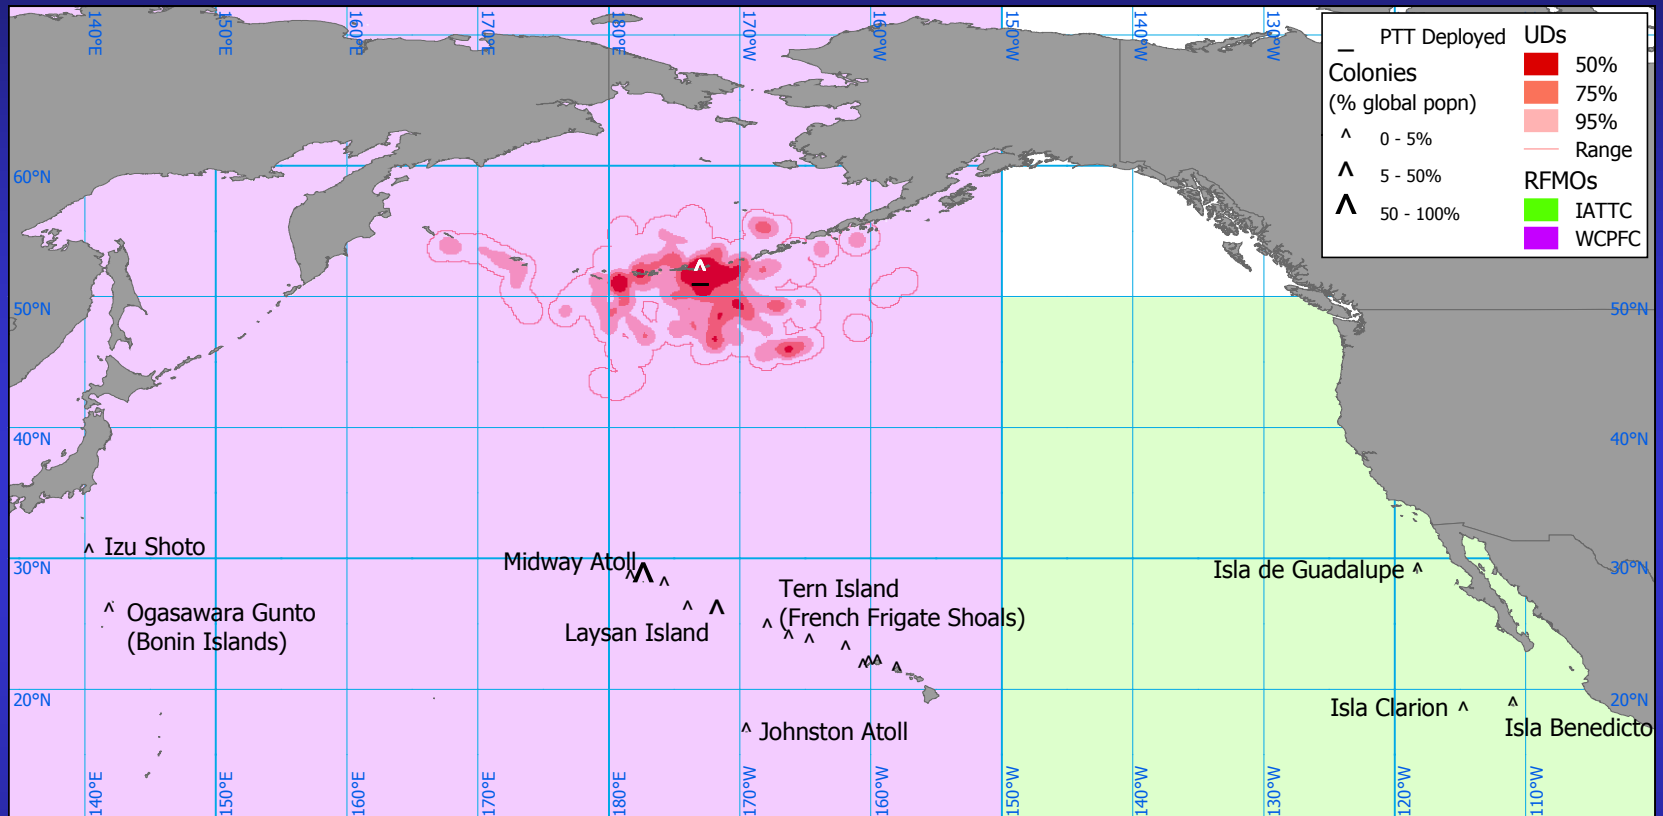 140°E 150°E 160°E 170°E 180°E 170°W 160°W 150°W 140°W 130°W
PTT Deployed
Colonies
(% global popn)
0 - 5%
5 - 50%
50 - 100%
UDs
50%
75%
95%
Range
RFMOs
IATTC
WCPFC
60°N
50°N 50°N
40°N 40°N
30°N 30°N
20°N 20°N
Izu Shoto
Ogasawara Gunto
(Bonin Islands)
Midway Atoll
Laysan Island
Tern Island
(French Frigate Shoals)
Johnston Atoll
Isla de Guadalupe
Isla Clarion
Isla Benedicto
140°E 150°E 160°E 170°E 180°E 170°W 160°W 150°W 140°W 130°W 120°W 110°W